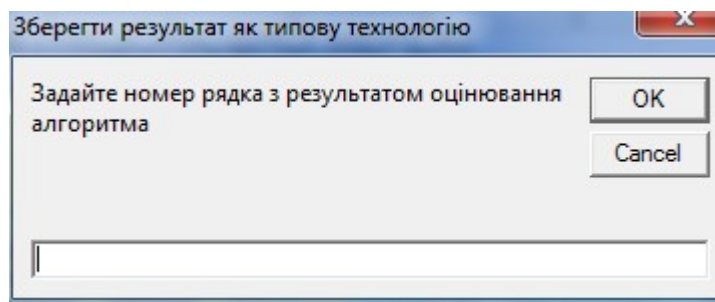 Зберегти результат як типову технологію
Задайте номер рядка з результатом оцінювання
алгоритма
OK
Cancel